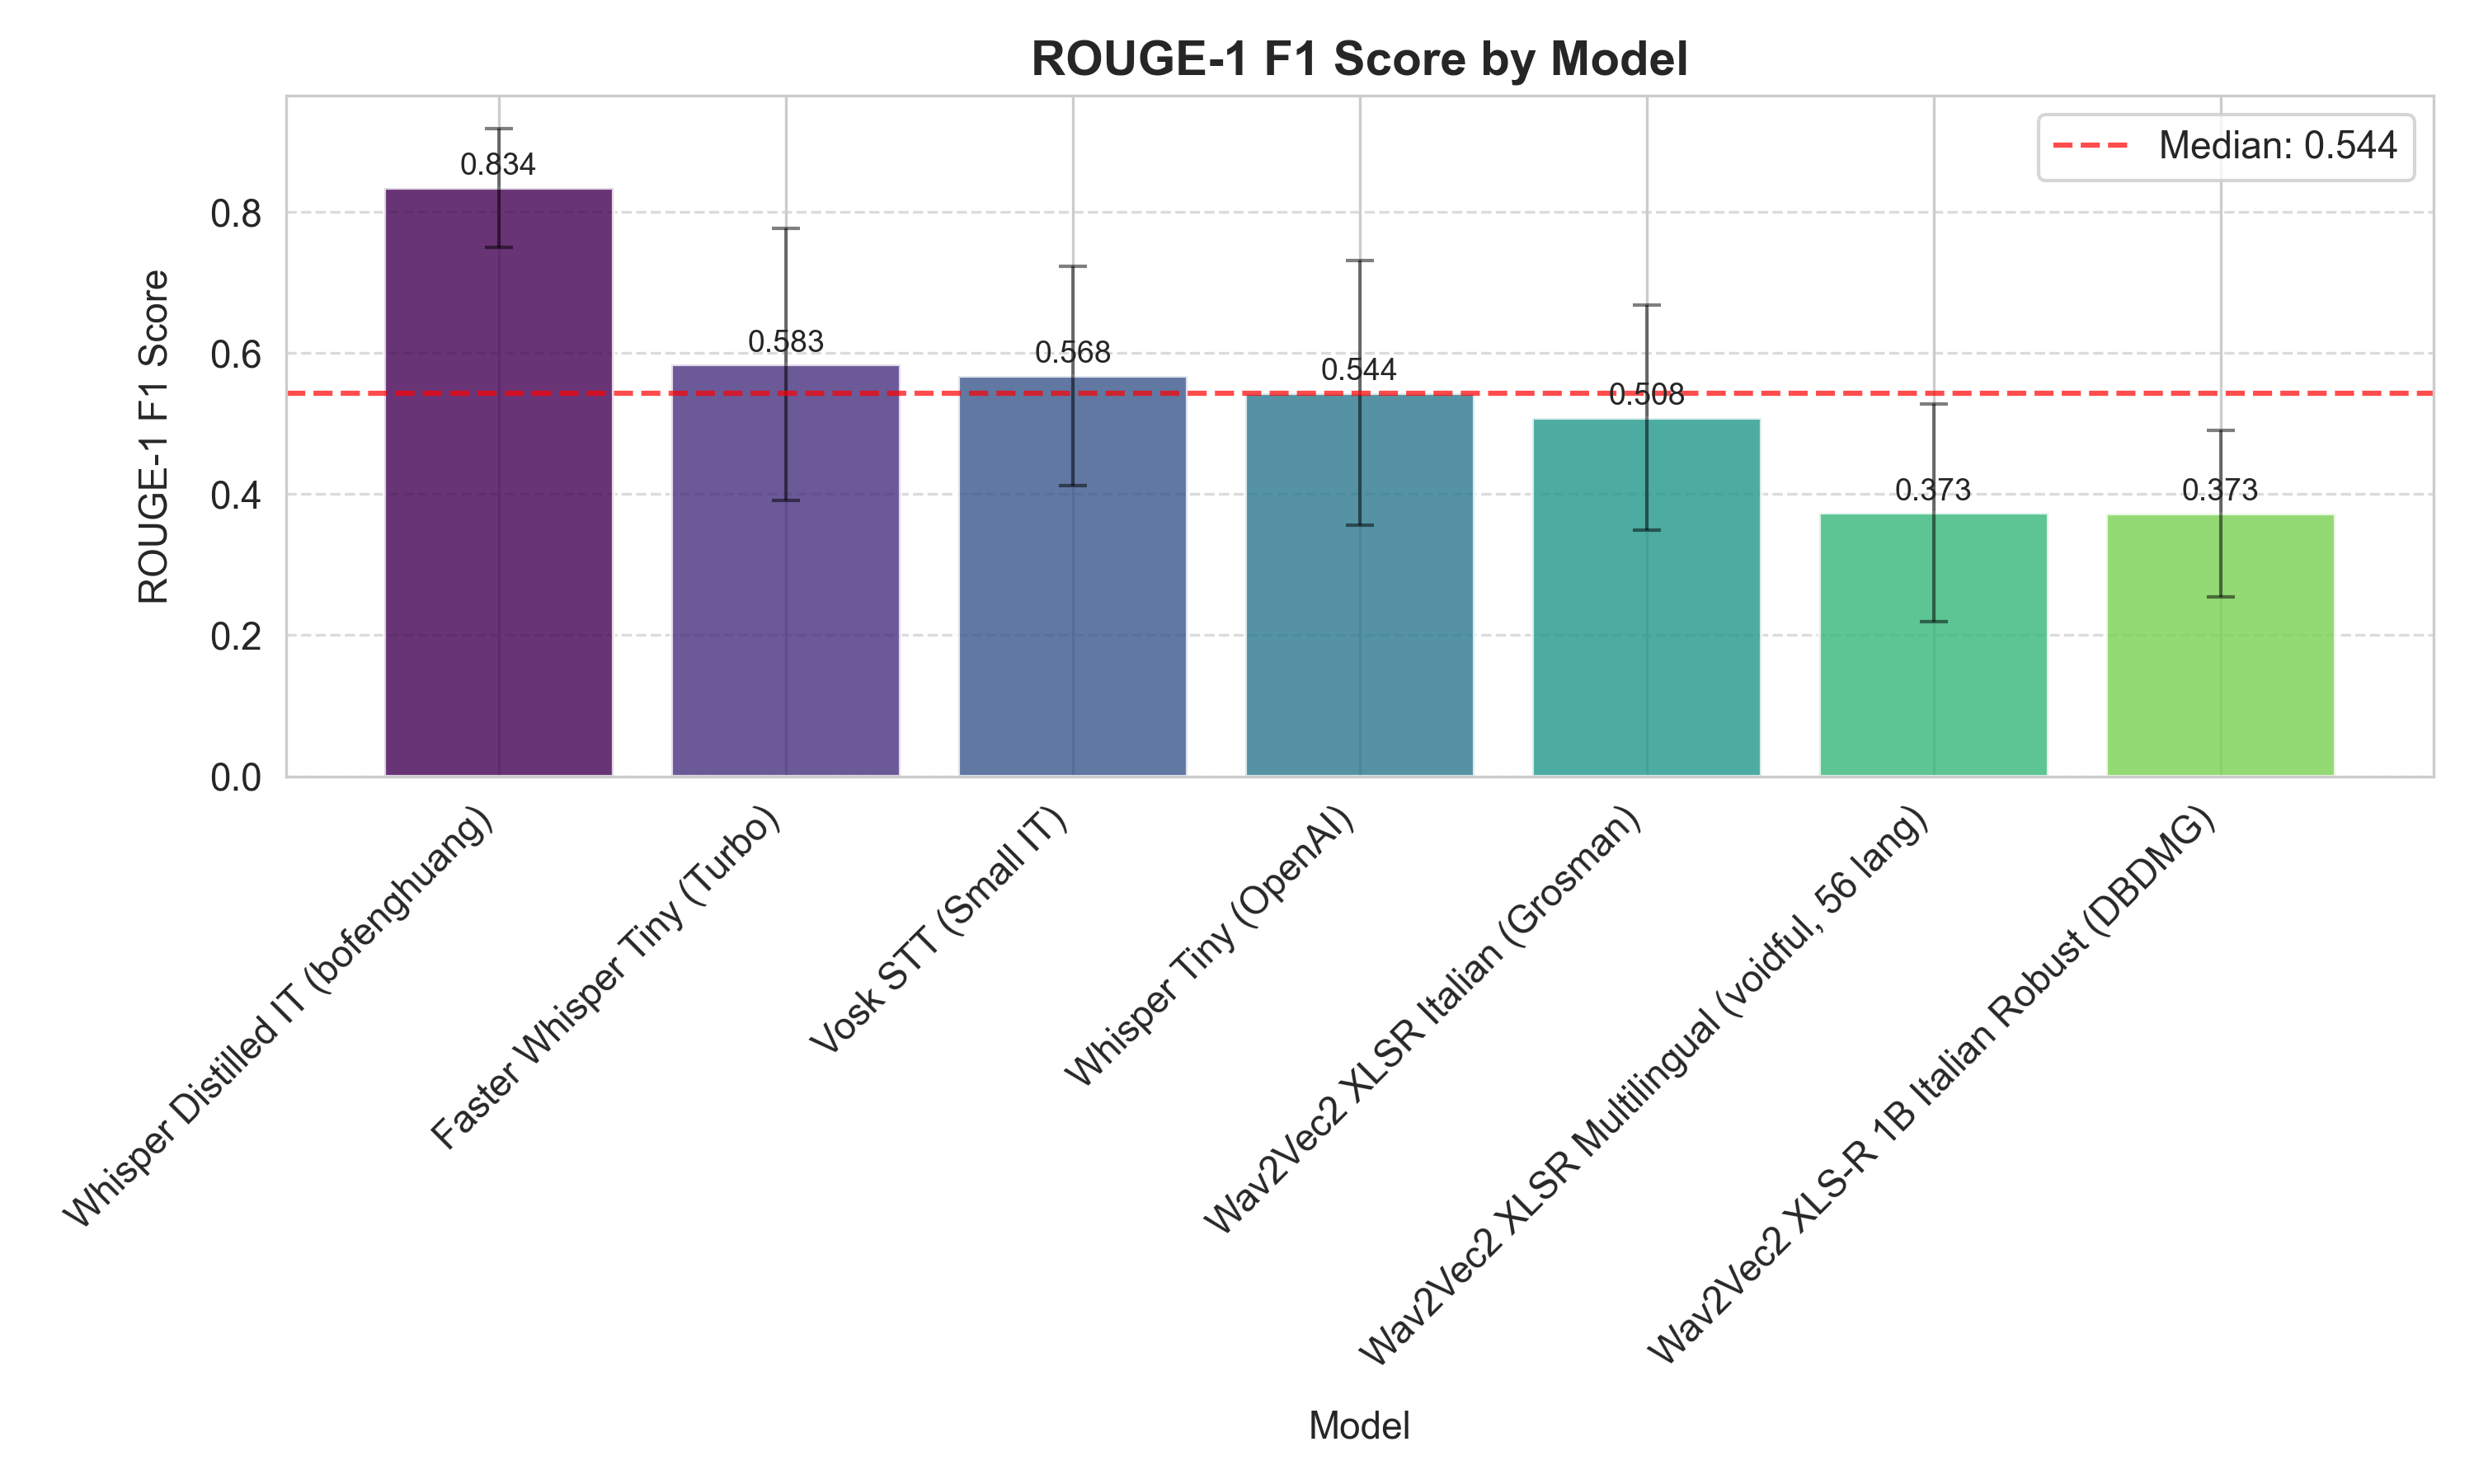 ROUGE-1 F1 Score by Model
Median: 0.544
ROUGE-1 F1 Score
0.8
0.6
0.4
0.2
0.0
0.834
0.583
0.568
0.544
0.508
0.373
0.373
Whisper Distilled IT (bofenghuang)
Faster Whisper Tiny (Turbo)
Vosk STT (Small IT)
Whisper Tiny (OpenAI)
Wav2Vec2 XLSR Italian (Grosman)
Wav2Vec2 XLSR Multilingual (voidful, 56 lang)
Wav2Vec2 XLS-R 1B Italian Robust (DBDMG)
Model